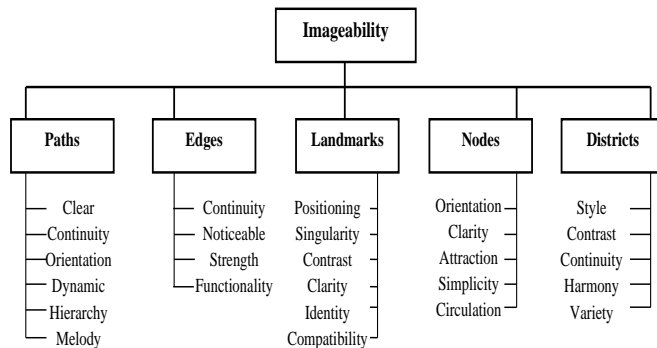 Imageability
Paths
Edges
Landmarks
Nodes
Districts
Clear
Continuity
Orientation
Dynamic
Hierarchy
Melody
Continuity
Noticeable
Strength
Functionality
Positioning
Singularity
Contrast
Clarity
Identity
Compatibility
Orientation
Clarity
Attraction
Simplicity
Circulation
Style
Contrast
Continuity
Harmony
Variety